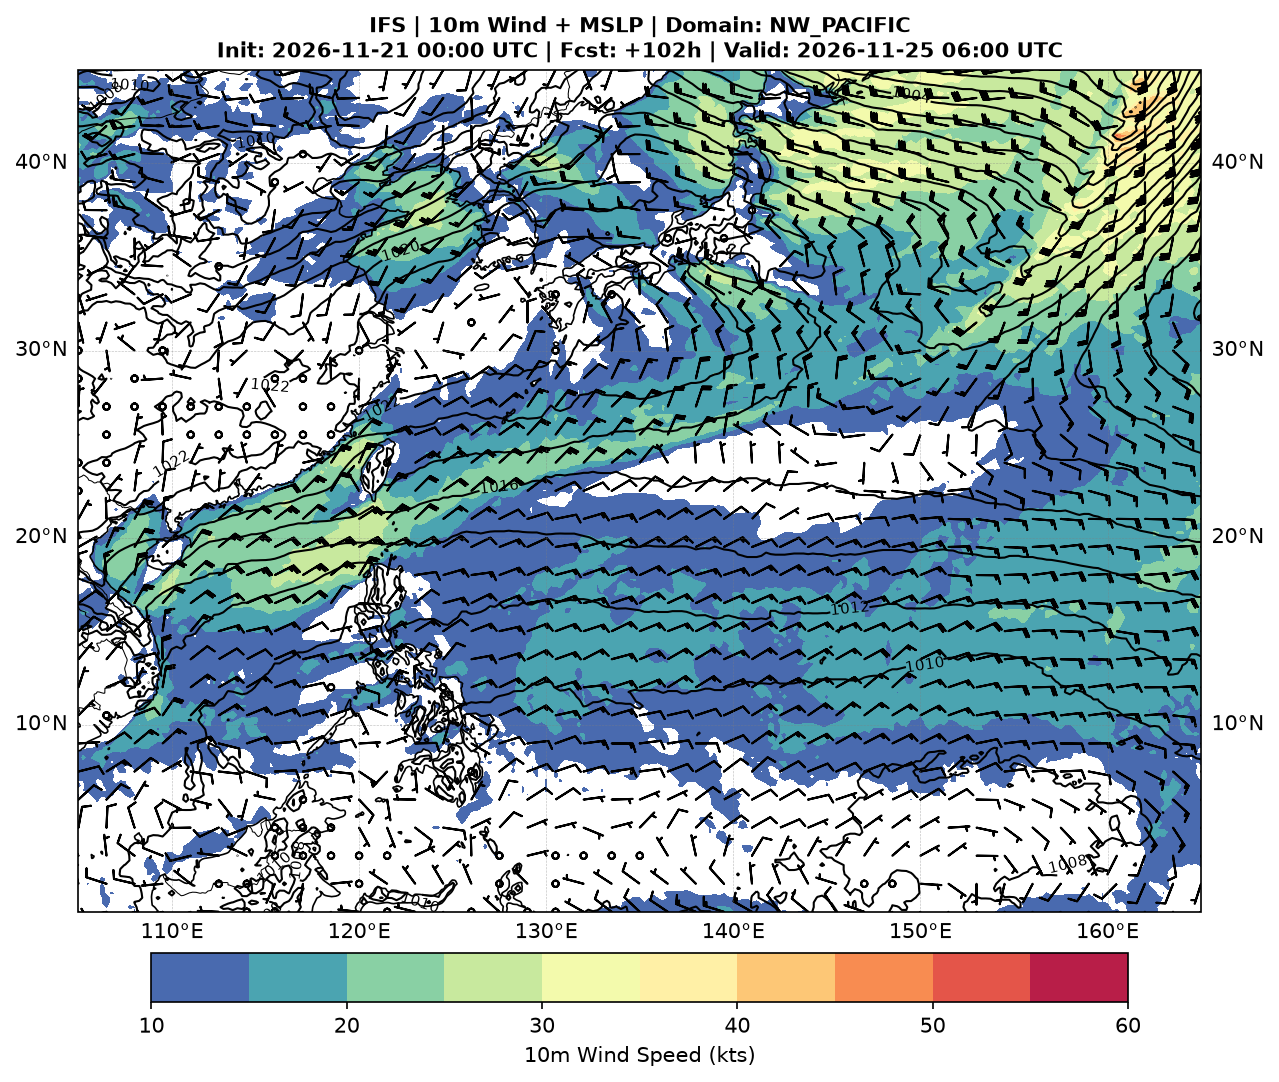 IFS | 10m Wind + MSLP | Domain: NW_PACIFIC
Init: 2026-11-21 00:00 UTC | Fcst: +102h | Valid: 2026-11-25 06:00 UTC
1010
1004
1010
40°N
40°N
1020
30°N
30°N
1022
1022
1016
20°N
20°N
1012
1010
10°N
10°N
1008
1010
110°E
120°E
130°E
140°E
150°E
160°E
10
20
30
40
50
60
10m Wind Speed (kts)